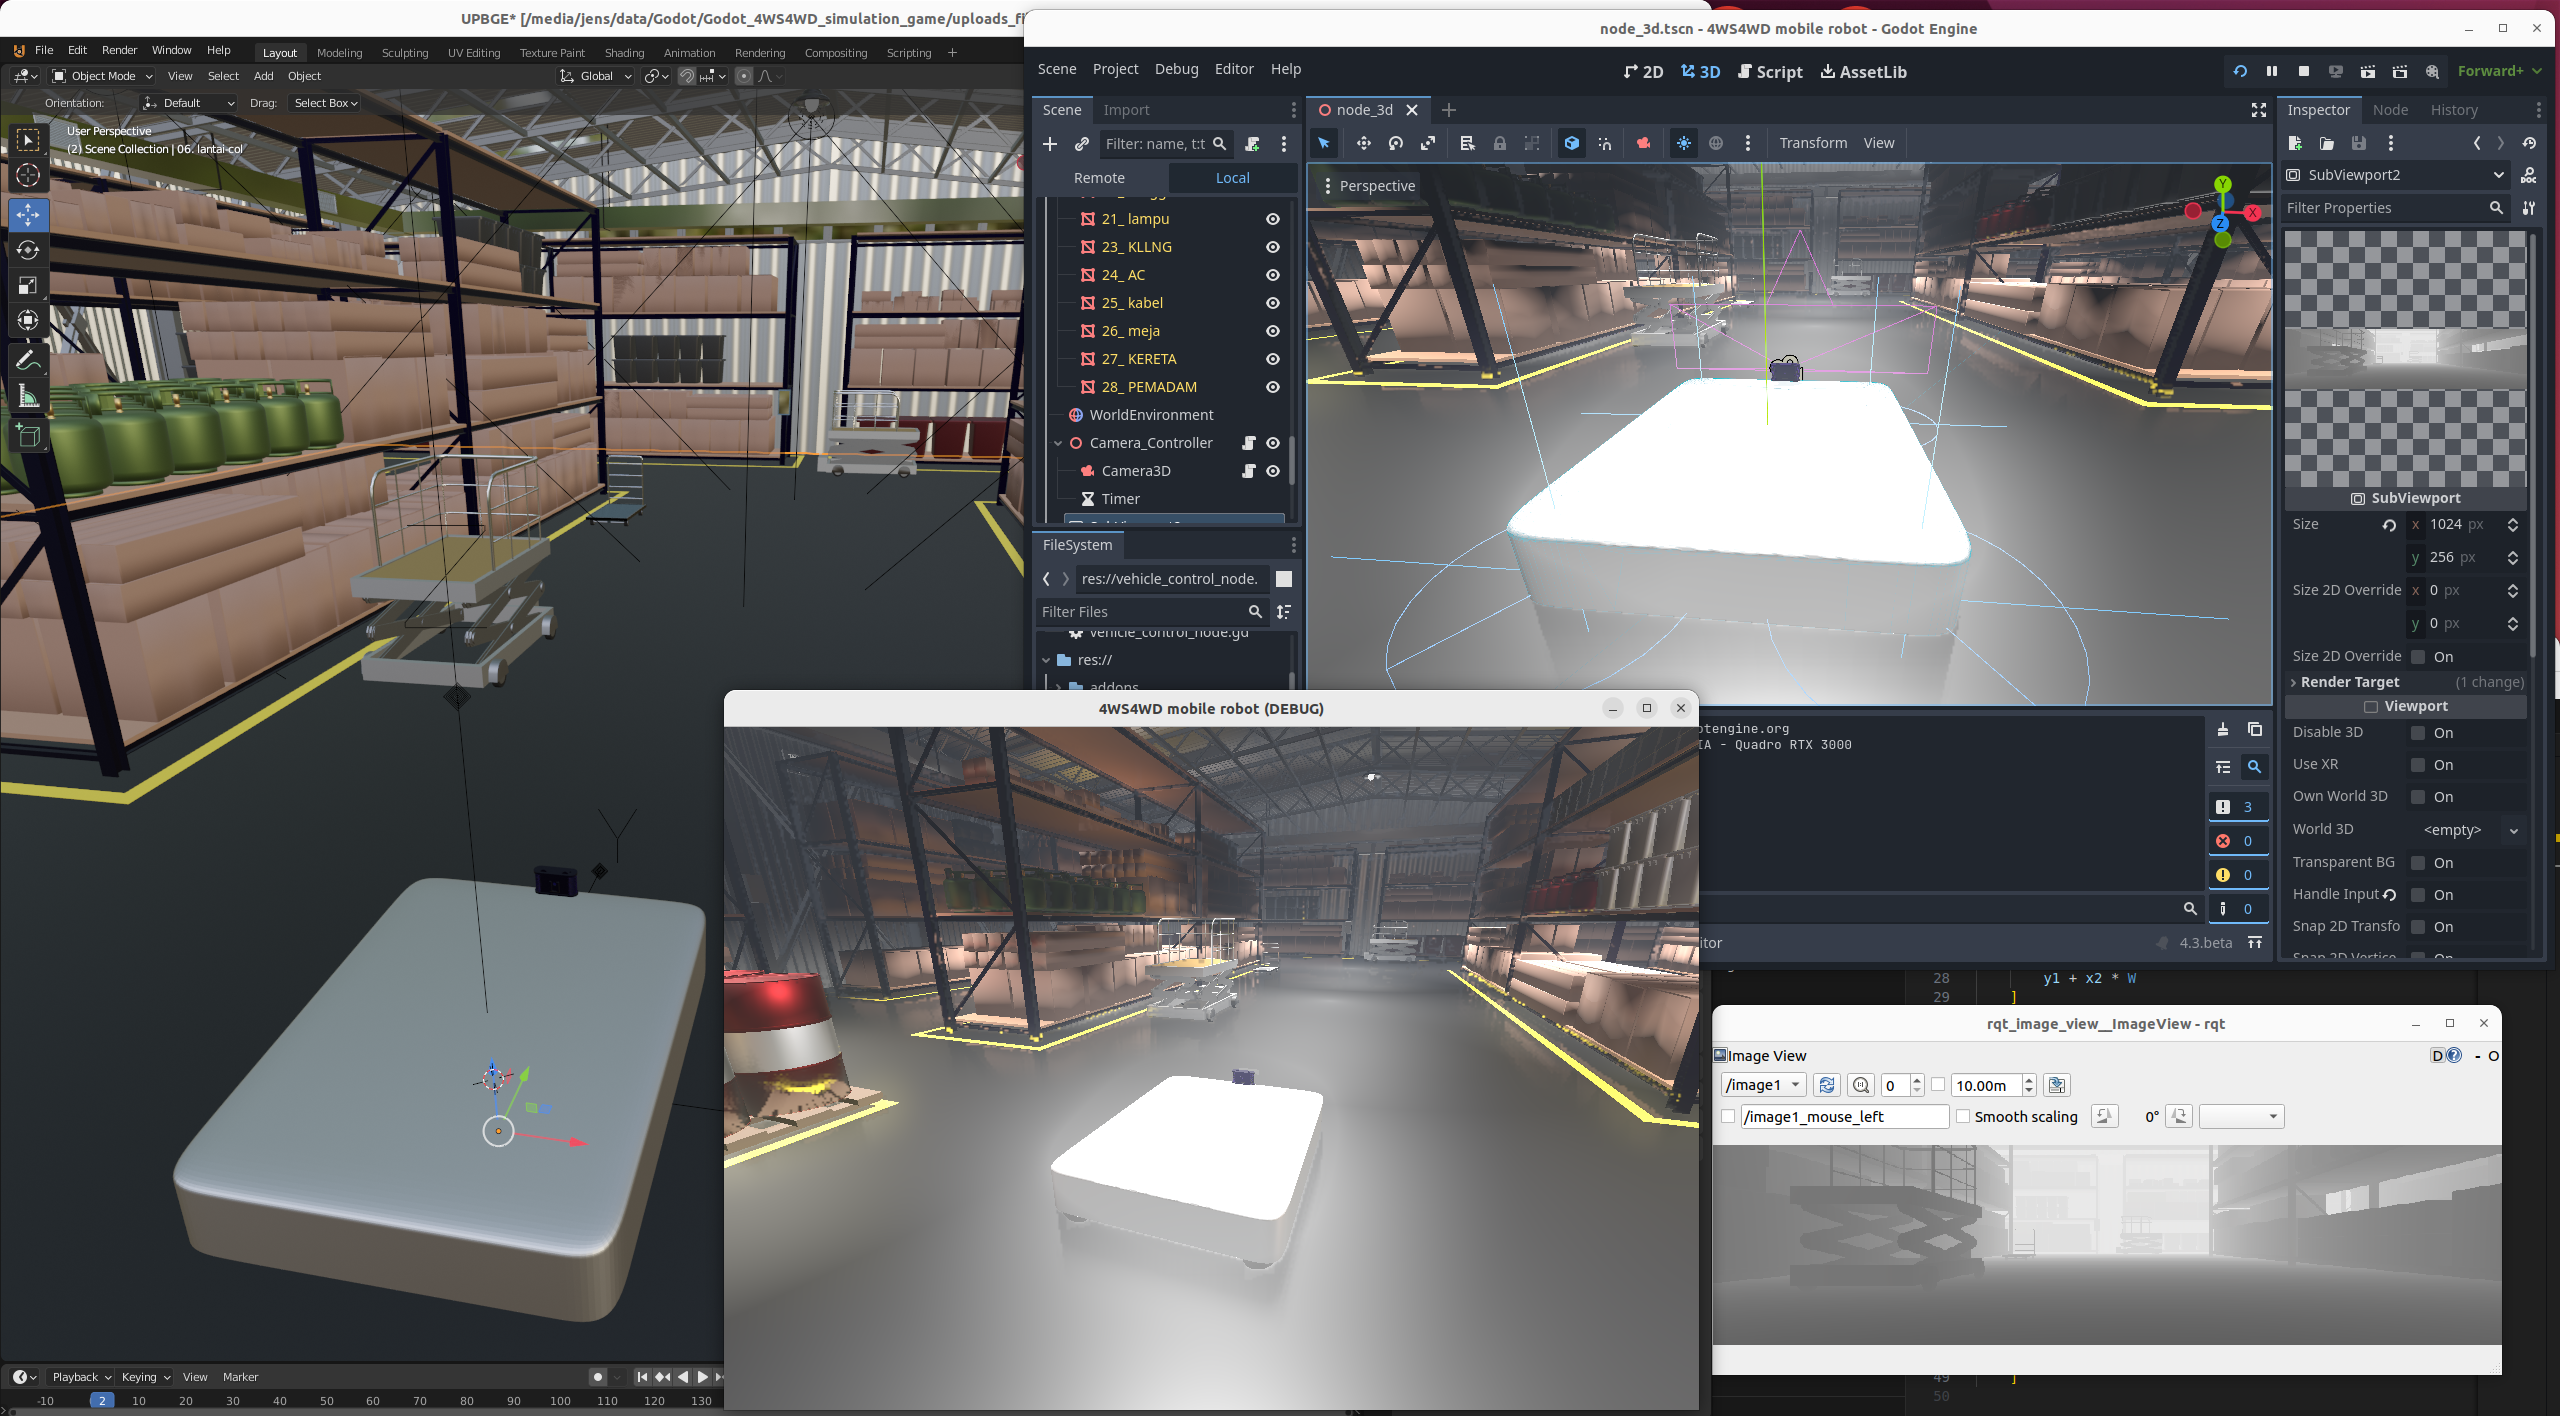 UPBGE* [/media/jens/data/Godot/Godot_4WS4WD_simulation_game/uploads_fi
File Edit Render Window Help Layout Modeling Sculpting UV Editing Texture Paint Shading Animation Rendering Compositing Scripting +
Object Mode View Select Add Object Global
Orientation: Default Drag: Select Box
User Perspective
(2) Scene Collection | 06. lantai-col
Playback Keying View Marker
-10 2 10 20 30 40 50 60 70 80 90 100 110 120 130
node_3d.tscn - 4WS4WD mobile robot - Godot Engine
Scene Project Debug Editor Help
2D 3D Script AssetLib
Forward+
Scene Import
Filter: name, t:t
Remote Local
21_ lampu
23_ KLLNG
24_ AC
25_ kabel
26_ meja
27_ KERETA
28_ PEMADAM
WorldEnvironment
Camera_Controller
Camera3D
Timer
FileSystem
res://vehicle_control_node.
Filter Files
vehicle_control_node.gd
res://
addons
node_3d
Transform View
Perspective
Y
X
Z
otengine.org
IA - Quadro RTX 3000
3
0
0
0
itor
4.3.beta
Inspector Node History
SubViewport2
Filter Properties
SubViewport
Size x 1024 px
y 256 px
Size 2D Override x 0 px
y 0 px
Size 2D Override On
Render Target (1 change)
Viewport
Disable 3D On
Use XR On
Own World 3D On
World 3D <empty>
Transparent BG On
Handle Input On
Snap 2D Transfo On
Snap 2D Vertice On
4WS4WD mobile robot (DEBUG)
28 y1 + x2 * W
29 ]
rqt_image_view__ImageView - rqt
Image View
D - O
/image1 0 10.00m
/image1_mouse_left Smooth scaling 0°
49 ]
50